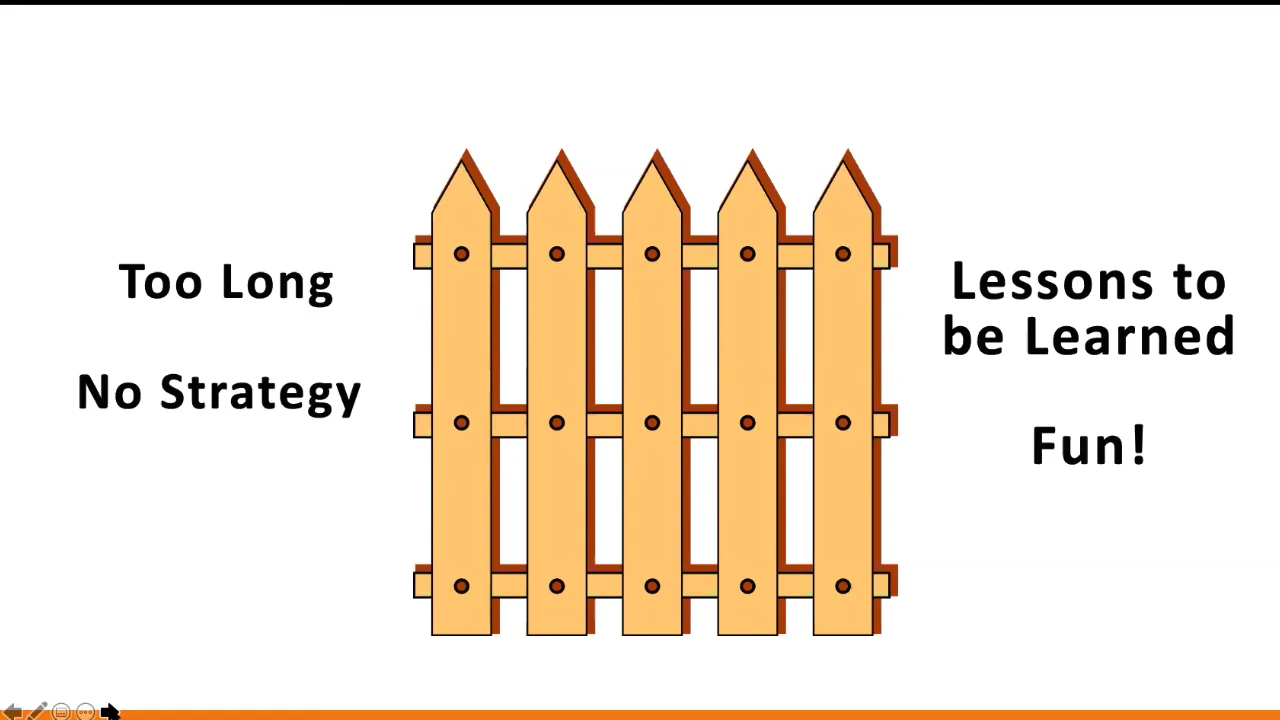 Too Long
No Strategy
Lessons to
be Learned
Fun!